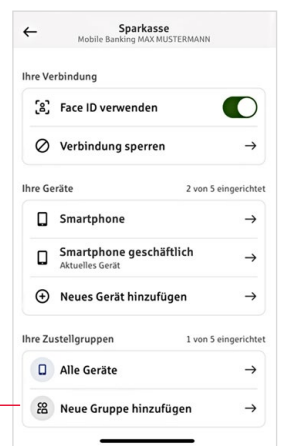 Sparkasse
Mobile Banking MAX MUSTERMANN
Ihre Verbindung
Face ID verwenden
Verbindung sperren
Ihre Geräte 2 von 5 eingerichtet
Smartphone
Smartphone geschäftlich
Aktuelles Gerät
Neues Gerät hinzufügen
Ihre Zustellgruppen 1 von 5 eingerichtet
Alle Geräte
Neue Gruppe hinzufügen